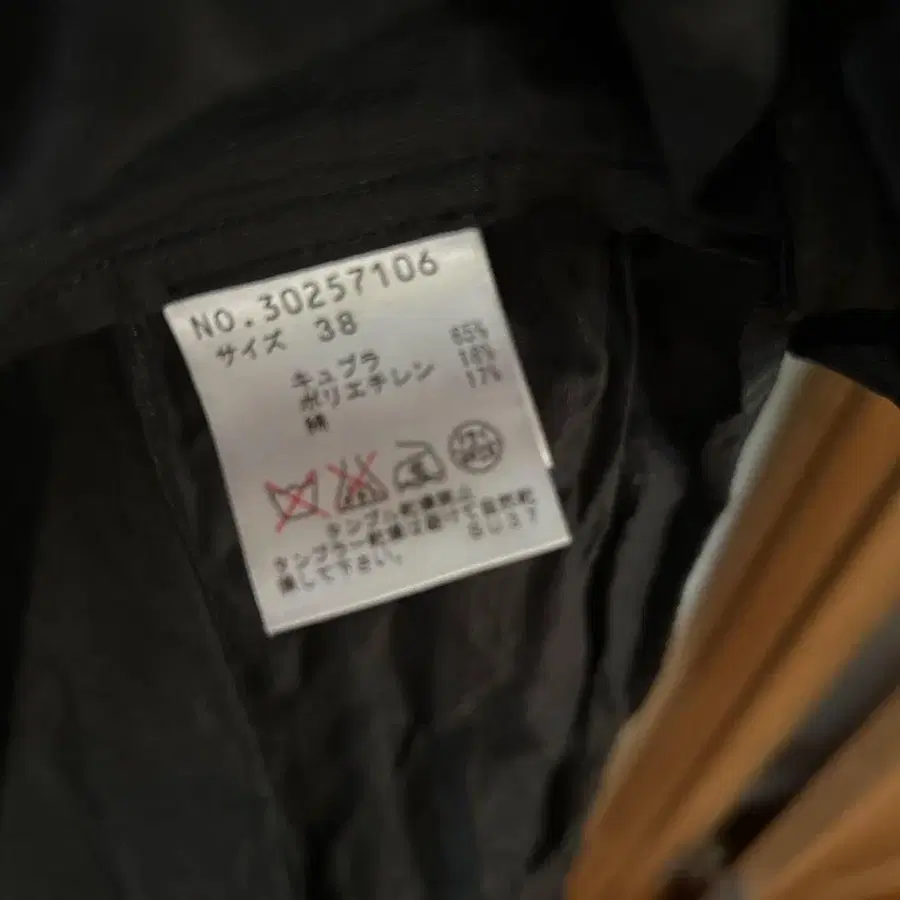 NO.30257106
サイズ 38
キュプラ 65%
ポリエチレン 18%
綿 17%
タンブル乾燥禁止
タンブラー乾燥は避けて自然乾
燥して下さい。